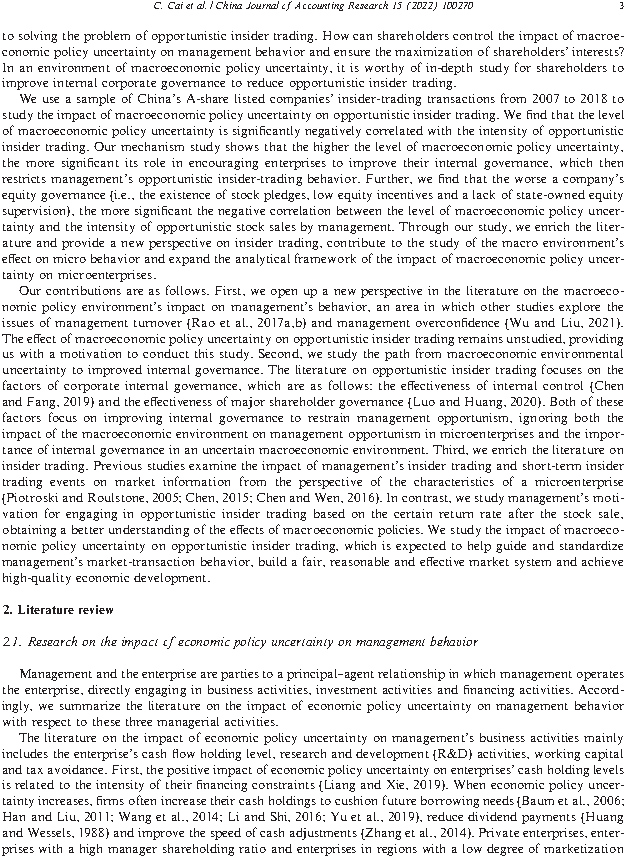 C. Cai et al. / China Journal of Accounting Research 15 (2022) 100270 3
to solving the problem of opportunistic insider trading. How can shareholders control the impact of macroe-
conomic policy uncertainty on management behavior and ensure the maximization of shareholders' interests?
In an environment of macroeconomic policy uncertainty, it is worthy of in-depth study for shareholders to
improve internal corporate governance to reduce opportunistic insider trading.
We use a sample of China's A-share listed companies' insider-trading transactions from 2007 to 2018 to
study the impact of macroeconomic policy uncertainty on opportunistic insider trading. We find that the level
of macroeconomic policy uncertainty is significantly negatively correlated with the intensity of opportunistic
insider trading. Our mechanism study shows that the higher the level of macroeconomic policy uncertainty,
the more significant its role in encouraging enterprises to improve their internal governance, which then
restricts management's opportunistic insider-trading behavior. Further, we find that the worse a company's
equity governance (i.e., the existence of stock pledges, low equity incentives and a lack of state-owned equity
supervision), the more significant the negative correlation between the level of macroeconomic policy uncer-
tainty and the intensity of opportunistic stock sales by management. Through our study, we enrich the liter-
ature and provide a new perspective on insider trading, contribute to the study of the macro environment's
effect on micro behavior and expand the analytical framework of the impact of macroeconomic policy uncer-
tainty on microenterprises.
Our contributions are as follows. First, we open up a new perspective in the literature on the macroeco-
nomic policy environment's impact on management's behavior, an area in which other studies explore the
issues of management turnover (Rao et al., 2017a,b) and management overconfidence (Wu and Liu, 2021).
The effect of macroeconomic policy uncertainty on opportunistic insider trading remains unstudied, providing
us with a motivation to conduct this study. Second, we study the path from macroeconomic environmental
uncertainty to improved internal governance. The literature on opportunistic insider trading focuses on the
factors of corporate internal governance, which are as follows: the effectiveness of internal control (Chen
and Fang, 2019) and the effectiveness of major shareholder governance (Luo and Huang, 2020). Both of these
factors focus on improving internal governance to restrain management opportunism, ignoring both the
impact of the macroeconomic environment on management opportunism in microenterprises and the impor-
tance of internal governance in an uncertain macroeconomic environment. Third, we enrich the literature on
insider trading. Previous studies examine the impact of management's insider trading and short-term insider
trading events on market information from the perspective of the characteristics of a microenterprise
(Piotroski and Roulstone, 2005; Chen, 2015; Chen and Wen, 2016). In contrast, we study management's moti-
vation for engaging in opportunistic insider trading based on the certain return rate after the stock sale,
obtaining a better understanding of the effects of macroeconomic policies. We study the impact of macroeco-
nomic policy uncertainty on opportunistic insider trading, which is expected to help guide and standardize
management's market-transaction behavior, build a fair, reasonable and effective market system and achieve
high-quality economic development.
2. Literature review
2.1. Research on the impact of economic policy uncertainty on management behavior
Management and the enterprise are parties to a principal–agent relationship in which management operates
the enterprise, directly engaging in business activities, investment activities and financing activities. Accord-
ingly, we summarize the literature on the impact of economic policy uncertainty on management behavior
with respect to these three managerial activities.
The literature on the impact of economic policy uncertainty on management's business activities mainly
includes the enterprise's cash flow holding level, research and development (R&D) activities, working capital
and tax avoidance. First, the positive impact of economic policy uncertainty on enterprises' cash holding levels
is related to the intensity of their financing constraints (Liang and Xie, 2019). When economic policy uncer-
tainty increases, firms often increase their cash holdings to cushion future borrowing needs (Baum et al., 2006;
Han and Liu, 2011; Wang et al., 2014; Li and Shi, 2016; Yu et al., 2019), reduce dividend payments (Huang
and Wessels, 1988) and improve the speed of cash adjustments (Zhang et al., 2014). Private enterprises, enter-
prises with a high manager shareholding ratio and enterprises in regions with a low degree of marketization